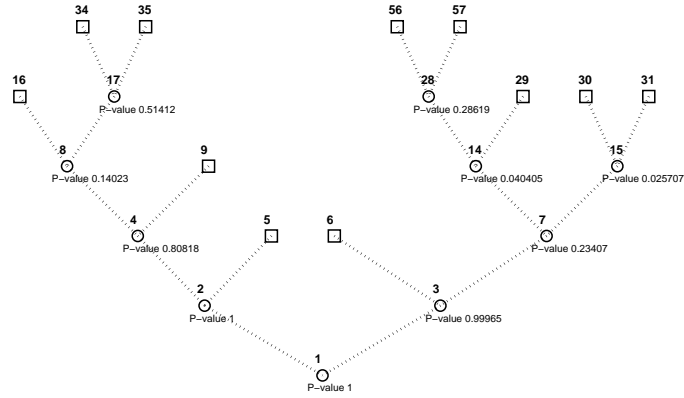 34 35 56 57
16 17 28 29 30 31
P-value 0.51412 P-value 0.28619
8 9 14 15
P-value 0.14023 P-value 0.040405 P-value 0.025707
4 5 6 7
P-value 0.80818 P-value 0.23407
2 3
P-value 1 P-value 0.99965
1
P-value 1